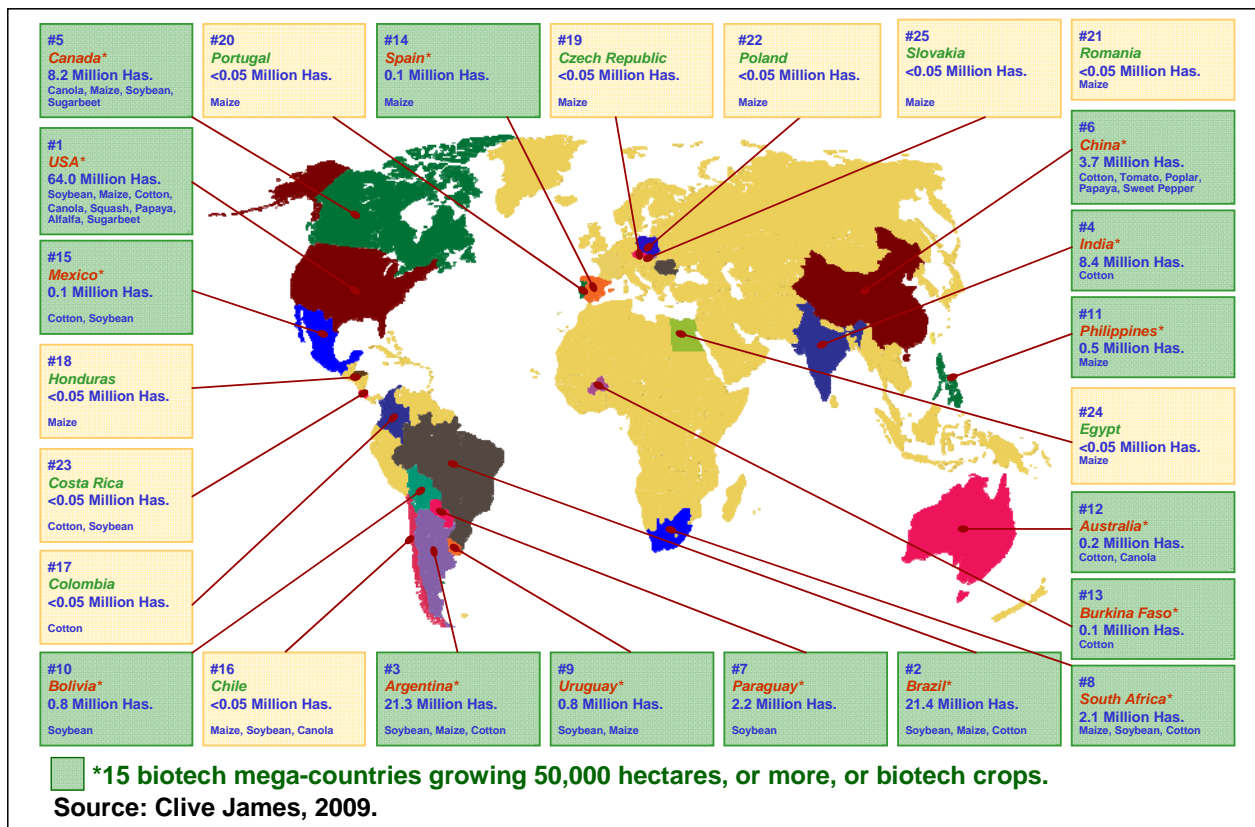 #5
Canada*
8.2 Million Has.
Canola, Maize, Soybean,
Sugarbeet
#20
Portugal
<0.05 Million Has.
Maize
#14
Spain*
0.1 Million Has.
Maize
#19
Czech Republic
<0.05 Million Has.
Maize
#22
Poland
<0.05 Million Has.
Maize
#25
Slovakia
<0.05 Million Has.
Maize
#21
Romania
<0.05 Million Has.
Maize
#1
USA*
64.0 Million Has.
Soybean, Maize, Cotton,
Canola, Squash, Papaya,
Alfalfa, Sugarbeet
#6
China*
3.7 Million Has.
Cotton, Tomato, Poplar,
Papaya, Sweet Pepper
#15
Mexico*
0.1 Million Has.
Cotton, Soybean
#4
India*
8.4 Million Has.
Cotton
#11
Philippines*
0.5 Million Has.
Maize
#18
Honduras
<0.05 Million Has.
Maize
#24
Egypt
<0.05 Million Has.
Maize
#23
Costa Rica
<0.05 Million Has.
Cotton, Soybean
#12
Australia*
0.2 Million Has.
Cotton, Canola
#17
Colombia
<0.05 Million Has.
Cotton
#13
Burkina Faso*
0.1 Million Has.
Cotton
#10
Bolivia*
0.8 Million Has.
Soybean
#16
Chile
<0.05 Million Has.
Maize, Soybean, Canola
#3
Argentina*
21.3 Million Has.
Soybean, Maize, Cotton
#9
Uruguay*
0.8 Million Has.
Soybean, Maize
#7
Paraguay*
2.2 Million Has.
Soybean
#2
Brazil*
21.4 Million Has.
Soybean, Maize, Cotton
#8
South Africa*
2.1 Million Has.
Maize, Soybean, Cotton
*15 biotech mega-countries growing 50,000 hectares, or more, or biotech crops.
Source: Clive James, 2009.